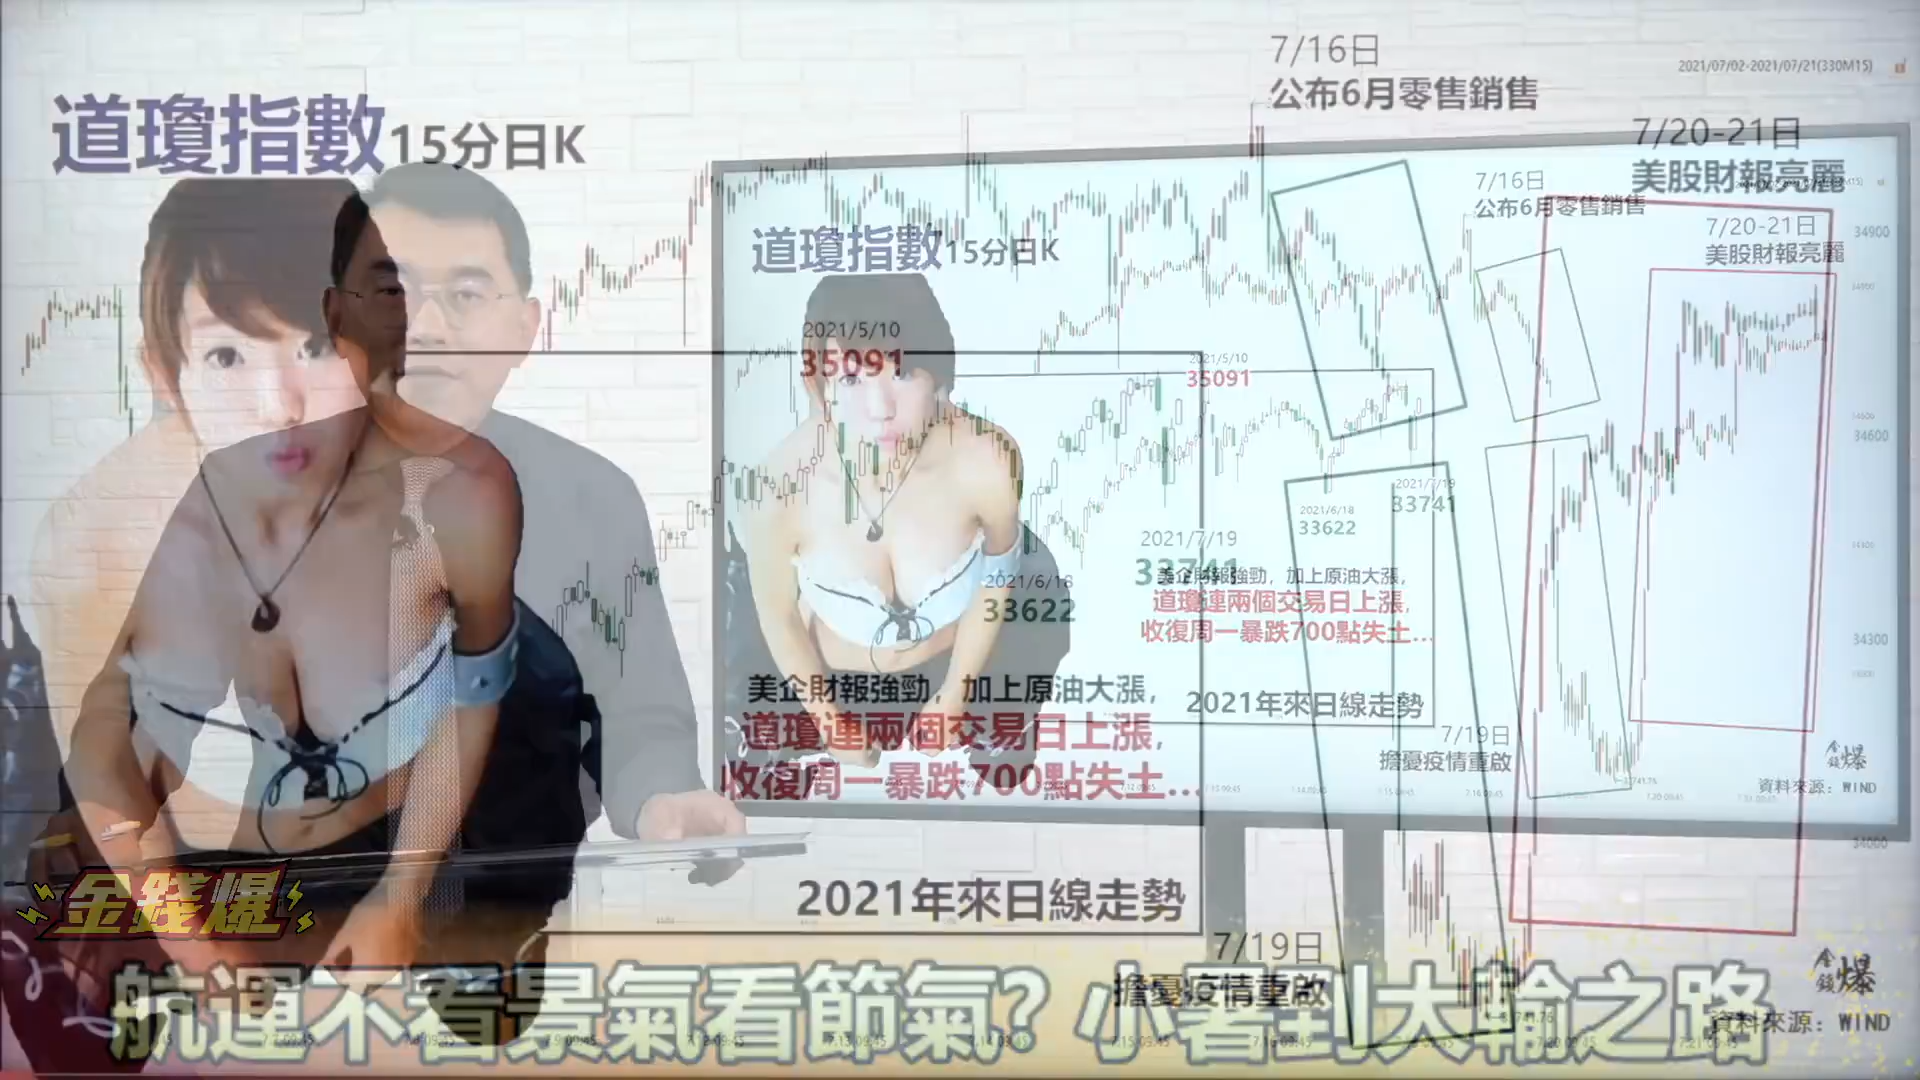 7/16日
公布6月零售銷售
2021/07/02-2021/07/21(330M15)
7/20-21日
美股財報亮麗
道瓊指數15分日K
34900
34600
34300
34000
2021/5/10
35091
2021/6/18
33622
2021/7/19
33741
美企財報強勁，加上原油大漲，
道瓊連兩個交易日上漲，
收復周一暴跌700點失土...
2021年來日線走勢
7/19日
擔憂疫情重啟
金錢爆
資料來源：WIND
7/16日
公布6月零售銷售
7/20-21日
美股財報亮麗
道瓊指數15分日K
2021/5/10
35091
2021/6/18
33622
2021/7/19
33741
美企財報強勁，加上原油大漲，
道瓊連兩個交易日上漲，
收復周一暴跌700點失土...
2021年來日線走勢
7/19日
擔憂疫情重啟
金錢爆
資料來源：WIND
金錢爆
航運不看景氣看節氣？小暑到大輸之路